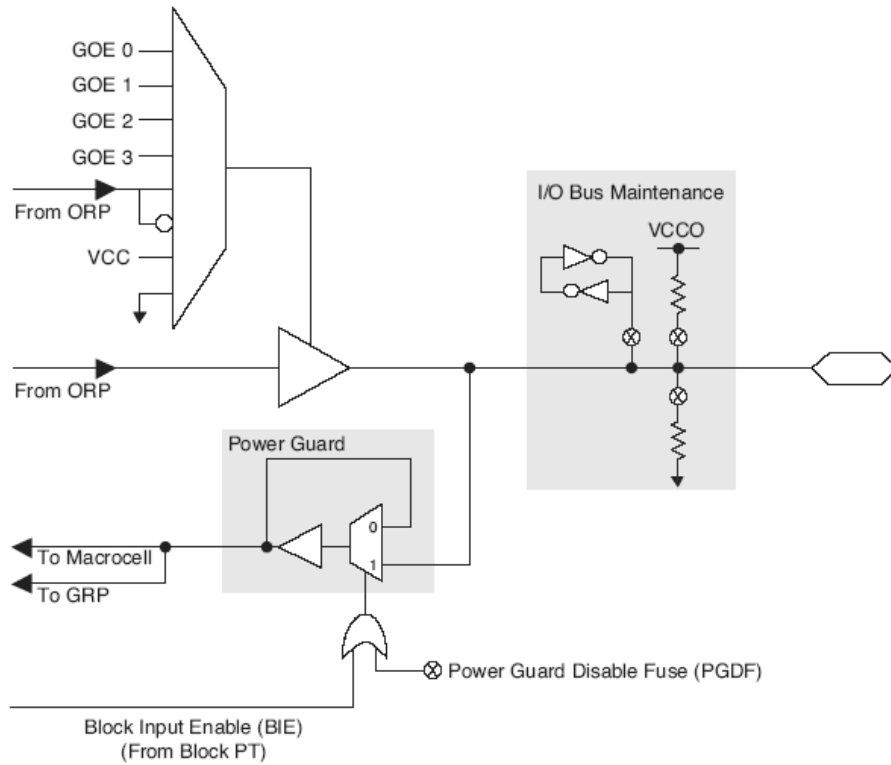 GOE 0
GOE 1
GOE 2
GOE 3
From ORP
VCC
From ORP
I/O Bus Maintenance
VCCO
Power Guard
0
1
To Macrocell
To GRP
Power Guard Disable Fuse (PGDF)
Block Input Enable (BIE)
(From Block PT)